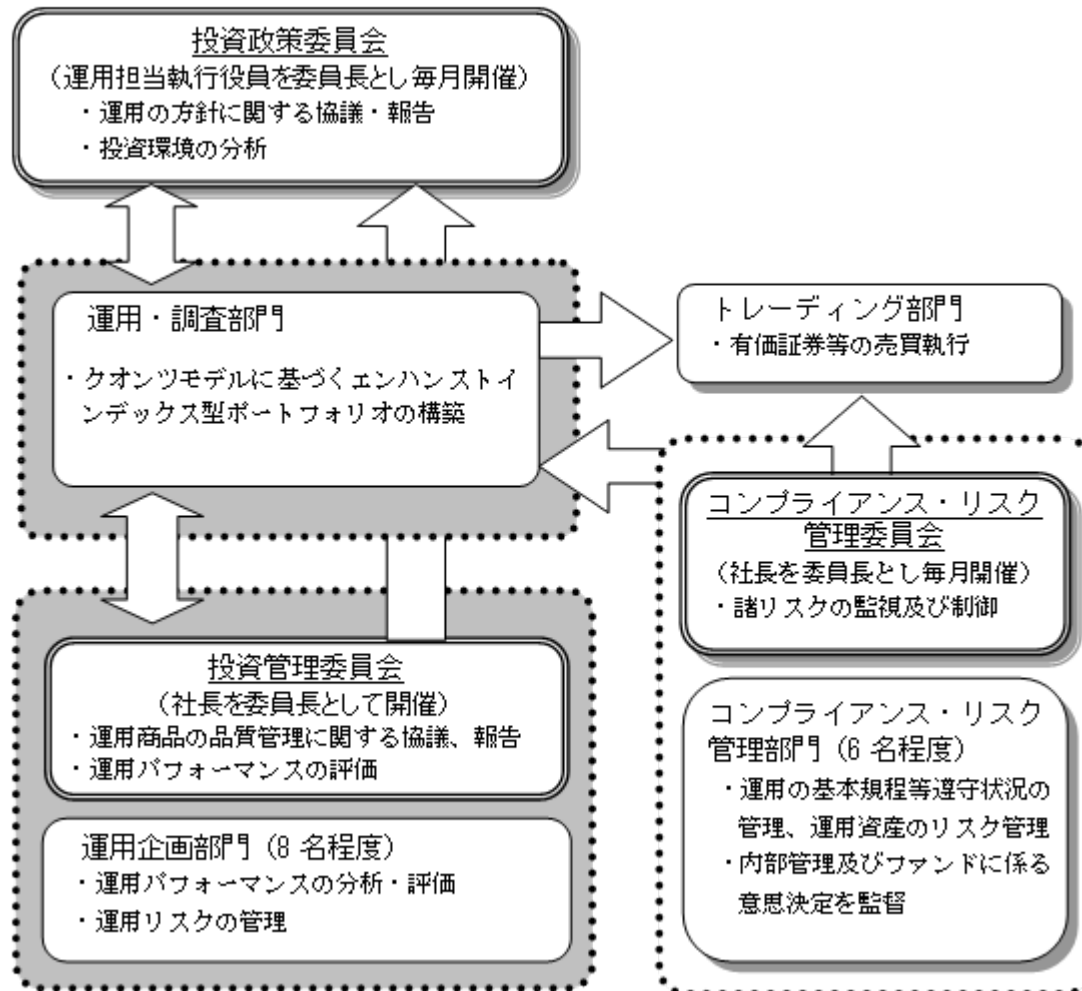 投資政策委員会
(運用担当執行役員を委員長とし毎月開催)
・運用の方針に関する協議・報告
・投資環境の分析
運用・調査部門
・クオンツモデルに基づくエンハンストイ
ンデックス型ポートフォリオの構築
トレーディング部門
・有価証券等の売買執行
コンプライアンス・リスク
管理委員会
(社長を委員長とし毎月開催)
・諸リスクの監視及び制御
投資管理委員会
(社長を委員長として開催)
・運用商品の品質管理に関する協議、報告
・運用パフォーマンスの評価
運用企画部門(8 名程度)
・運用パフォーマンスの分析・評価
・運用リスクの管理
コンプライアンス・リスク
管理部門(6 名程度)
・運用の基本規程等遵守状況の
管理、運用資産のリスク管理
・内部管理及びファンドに係る
意思決定を監督